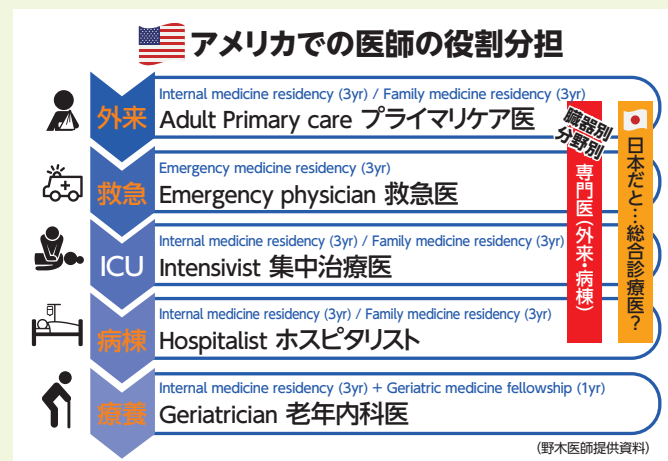 アメリカでの医師の役割分担
外来
Internal medicine residency (3yr) / Family medicine residency (3yr)
Adult Primary care プライマリケア医
救急
Emergency medicine residency (3yr)
Emergency physician 救急医
ICU
Internal medicine residency (3yr) / Family medicine residency (3yr)
Intensivist 集中治療医
病棟
Internal medicine residency (3yr) / Family medicine residency (3yr)
Hospitalist ホスピタリスト
療養
Internal medicine residency (3yr) + Geriatric medicine fellowship (1yr)
Geriatrician 老年内科医
臓器別
分野別
専門医(外来・病棟)
日本だと…総合診療医?
(野木医師提供資料)